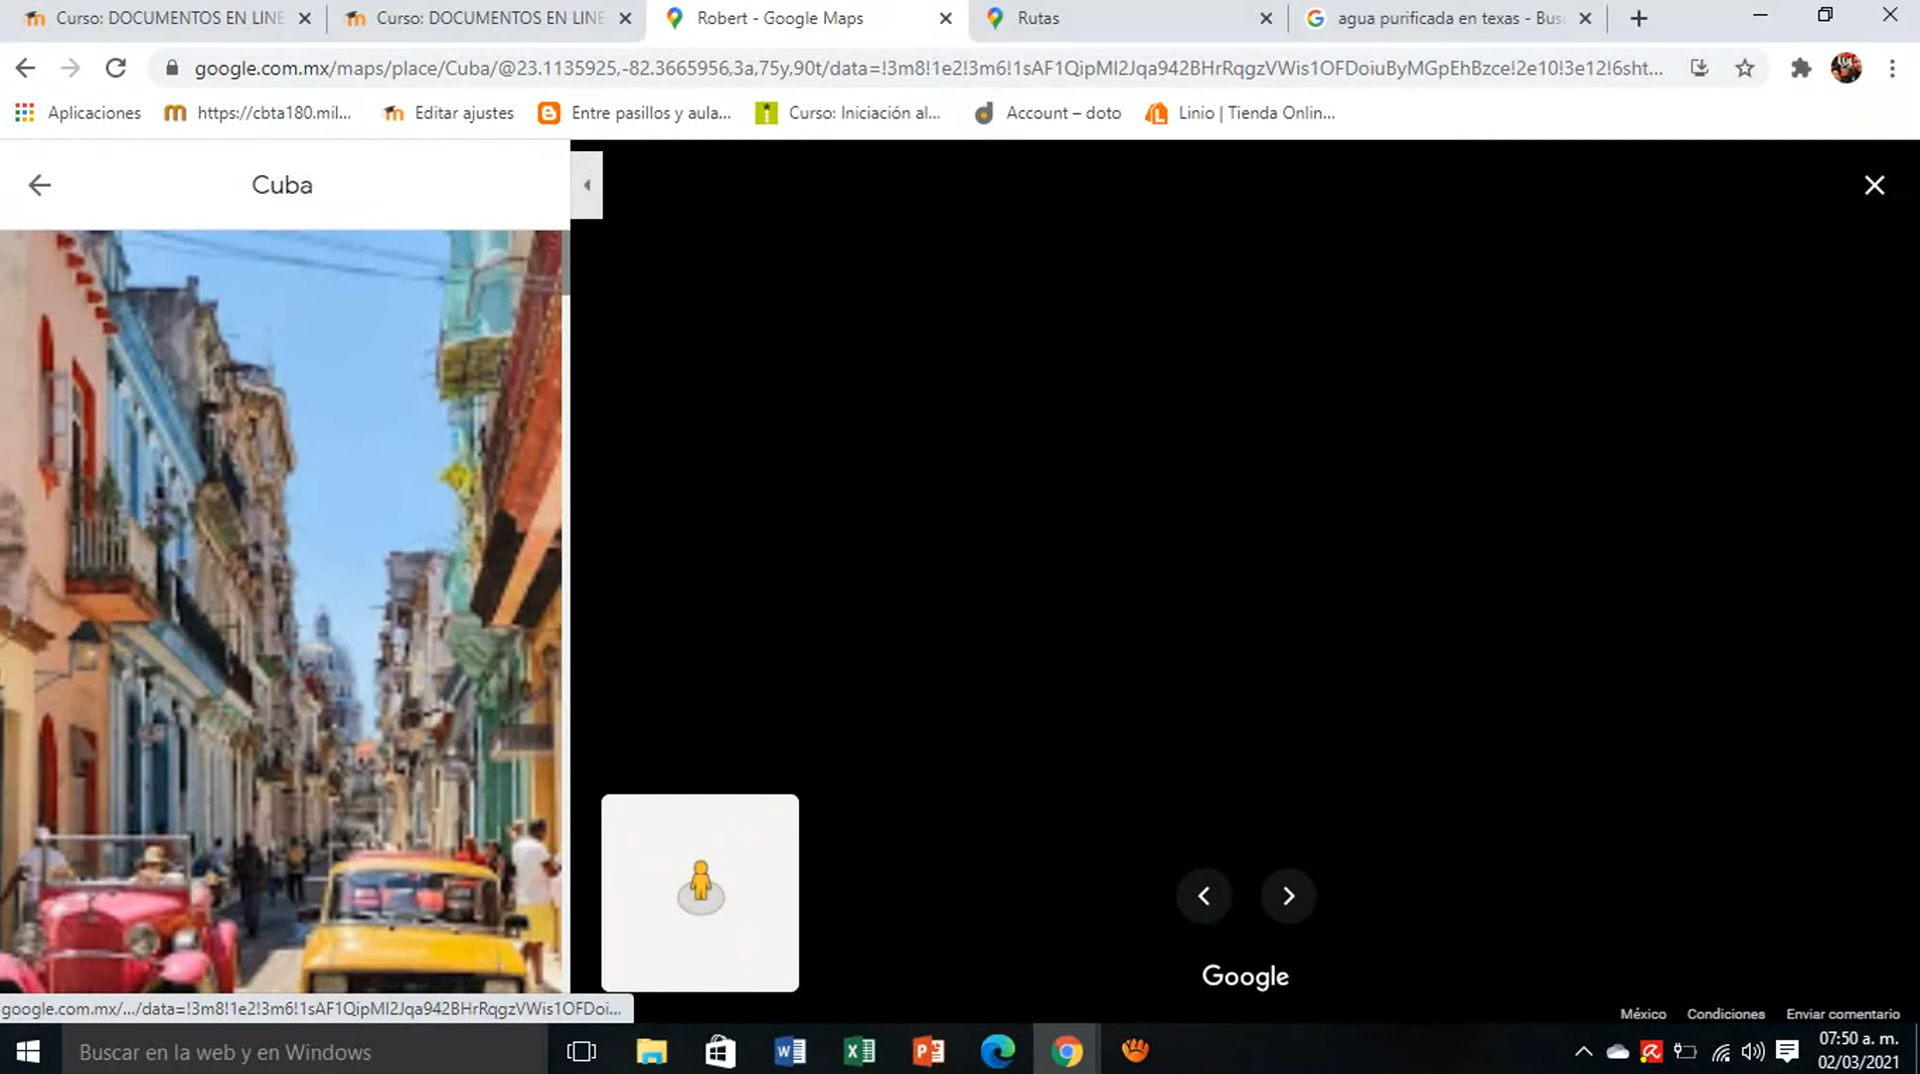 Curso: DOCUMENTOS EN LINE
Curso: DOCUMENTOS EN LINE
Robert - Google Maps
Rutas
agua purificada en texas - Bus
google.com.mx/maps/place/Cuba/@23.1135925,-82.3665956,3a,75y,90t/data=!3m8!1e2!3m6!1sAF1QipMI2Jqa942BHrRqgzVWis1OFDoiuByMGpEhBzce!2e10!3e12!6sht...
Aplicaciones
https://cbta180.mil...
Editar ajustes
Entre pasillos y aula...
Curso: Iniciación al...
Account – doto
Linio | Tienda Onlin...
Cuba
Google
google.com.mx/.../data=!3m8!1e2!3m6!1sAF1QipMI2Jqa942BHrRqgzVWis1OFDoi...
México
Condiciones
Enviar comentario
Buscar en la web y en Windows
07:50 a. m.
02/03/2021